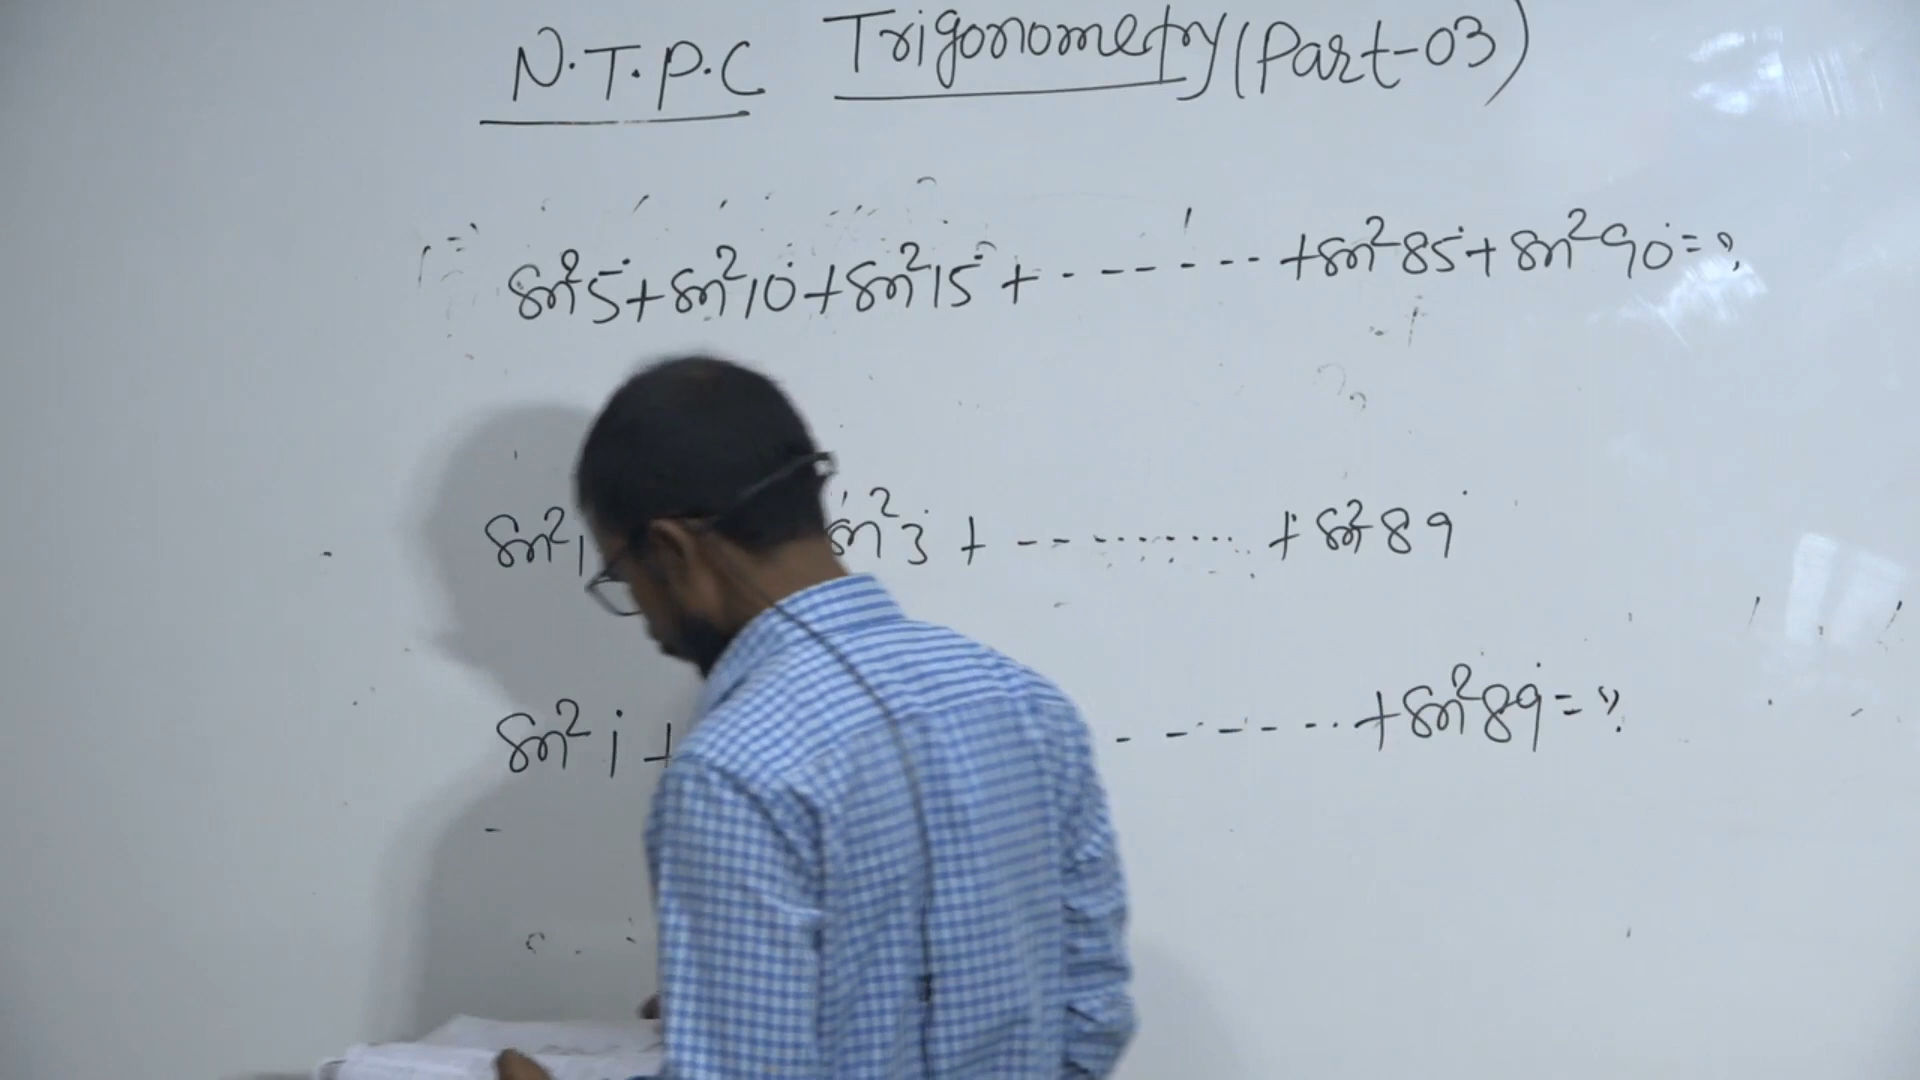 N.T.P.C Trigonometry (Part-03)
sin²5°+sin²10°+sin²15°+-------+sin²85°+sin²90°=?
sin²1 sin²3°+----------+sin²89°
sin²1°+ -------+sin²89°=?